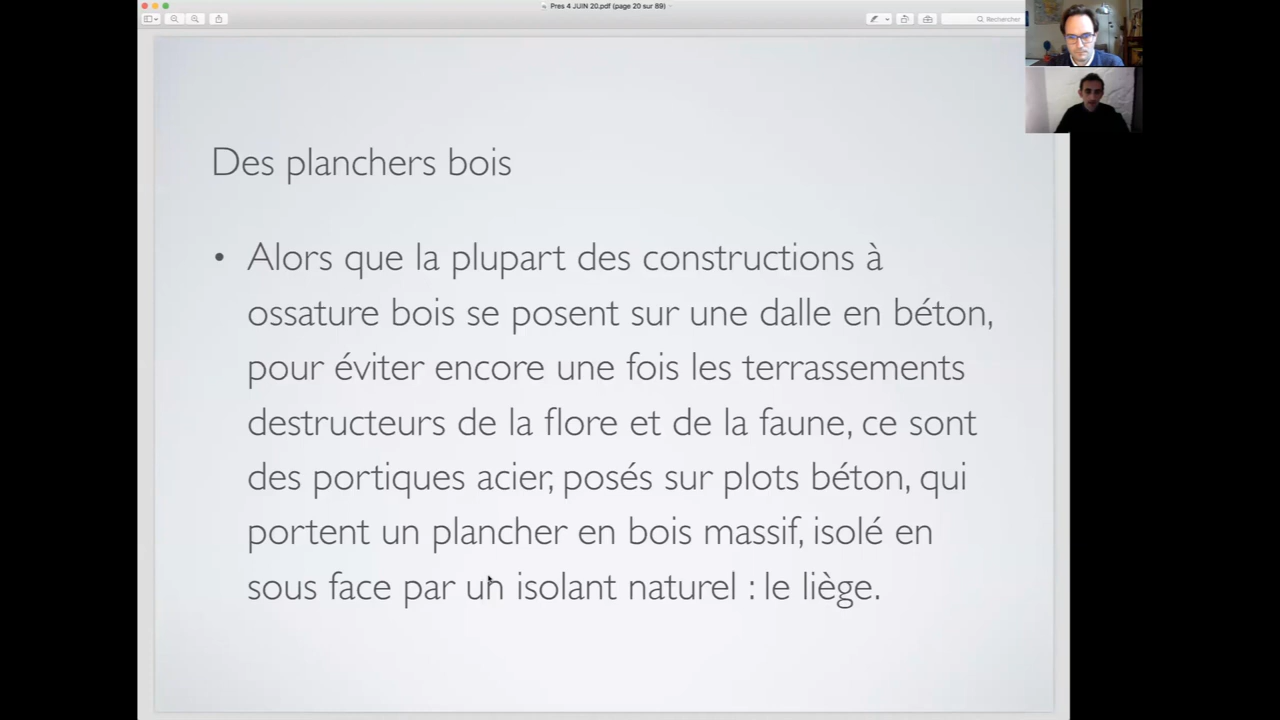 Pres 4 JUIN 20.pdf (page 20 sur 89)
Rechercher
Des planchers bois
• Alors que la plupart des constructions à
ossature bois se posent sur une dalle en béton,
pour éviter encore une fois les terrassements
destructeurs de la flore et de la faune, ce sont
des portiques acier, posés sur plots béton, qui
portent un plancher en bois massif, isolé en
sous face par un isolant naturel : le liège.